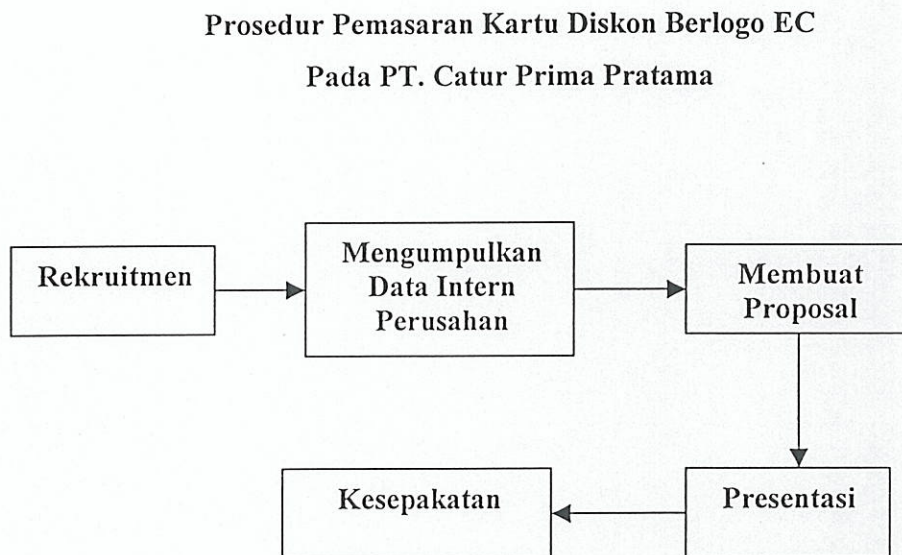 Prosedur Pemasaran Kartu Diskon Berlogo EC
Pada PT. Catur Prima Pratama
Rekruitmen
Mengumpulkan
Data Intern
Perusahan
Membuat
Proposal
Presentasi
Kesepakatan